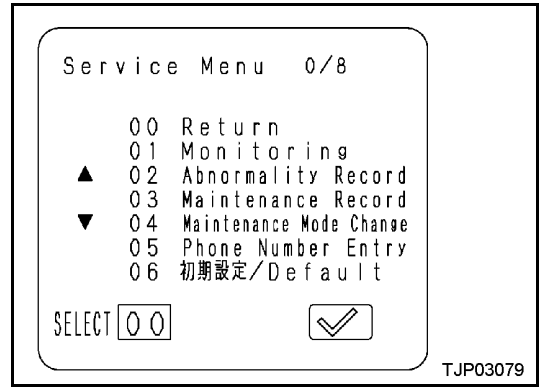 Service Menu 0/8
00 Return
01 Monitoring
▲ 02 Abnormality Record
03 Maintenance Record
▼ 04 Maintenance Mode Change
05 Phone Number Entry
06 初期設定/Default
SELECT 00
TJP03079